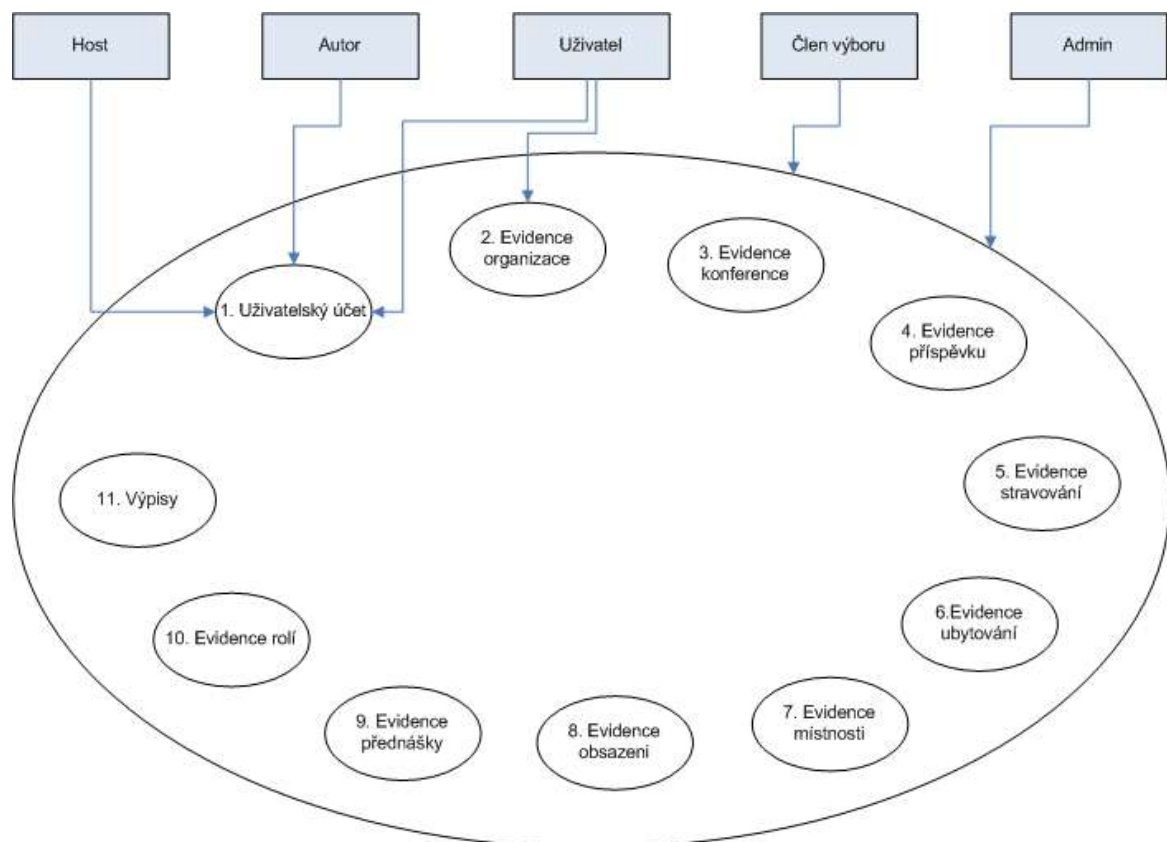 Host
Autor
Uživatel
Člen výboru
Admin
2. Evidence
organizace
3. Evidence
konference
1. Uživatelský účet
4. Evidence
příspěvku
5. Evidence
stravování
11. Výpisy
6.Evidence
ubytování
10. Evidence rolí
7. Evidence
místnosti
9. Evidence
přednášky
8. Evidence
obsazeni